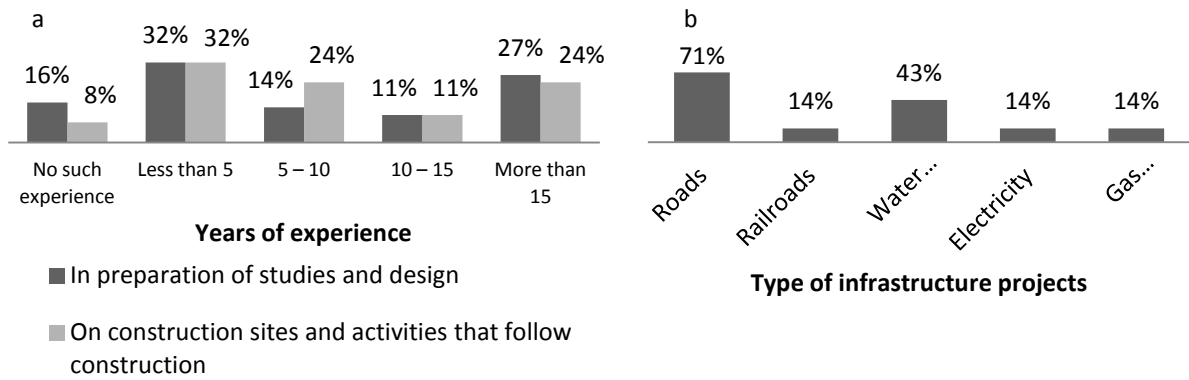 a
16% 8% 32% 32% 14% 24% 11% 11% 27% 24%
No such experience
Less than 5
5 – 10
10 – 15
More than 15
Years of experience
In preparation of studies and design
On construction sites and activities that follow
construction
b
71% 14% 43% 14% 14%
Roads
Railroads
Water...
Electricity
Gas...
Type of infrastructure projects